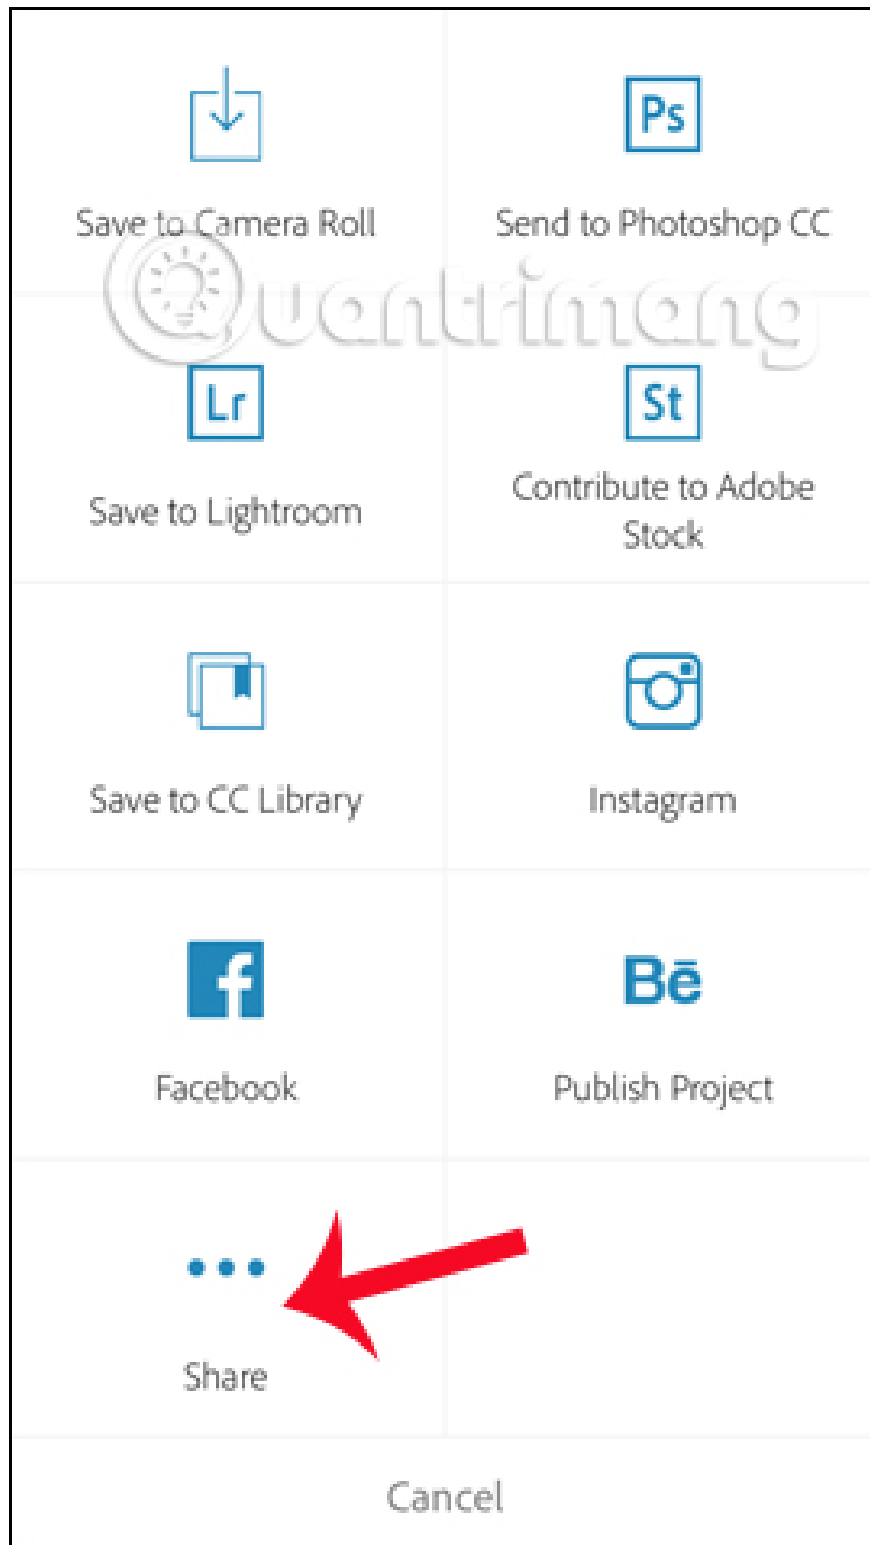 Ps
Save to Camera Roll
Send to Photoshop CC
Quantrimang
Lr
St
Save to Lightroom
Contribute to Adobe
Stock
Save to CC Library
Instagram
f
Bē
Facebook
Publish Project
Share
Cancel